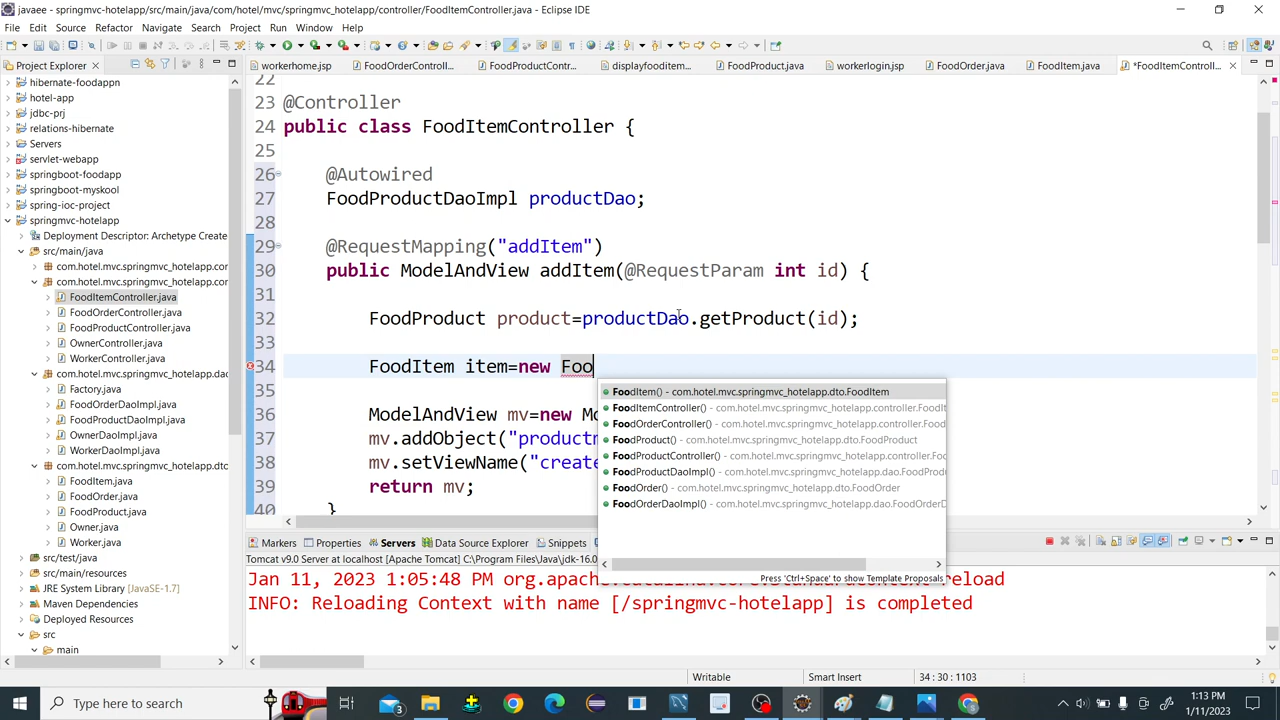 javaee - springmvc-hotelapp/src/main/java/com/hotel/mvc/springmvc_hotelapp/controller/FoodItemController.java - Eclipse IDE
File Edit Source Refactor Navigate Search Project Run Window Help
Project Explorer
workerhome.jsp FoodOrderControll... FoodProductContr... displayfooditem... FoodProduct.java workerlogin.jsp FoodOrder.java FoodItem.java *FoodItemControll...
hibernate-foodappn
hotel-app
jdbc-prj
relations-hibernate
Servers
servlet-webapp
springboot-foodapp
springboot-myskool
spring-ioc-project
springmvc-hotelapp
Deployment Descriptor: Archetype Create
src/main/java
com.hotel.mvc.springmvc_hotelapp.cor
com.hotel.mvc.springmvc_hotelapp.cor
FoodItemController.java
FoodOrderController.java
FoodProductController.java
OwnerController.java
WorkerController.java
com.hotel.mvc.springmvc_hotelapp.dao
Factory.java
FoodOrderDaoImpl.java
FoodProductDaoImpl.java
OwnerDaoImpl.java
WorkerDaoImpl.java
com.hotel.mvc.springmvc_hotelapp.dto
FoodItem.java
FoodOrder.java
FoodProduct.java
Owner.java
Worker.java
src/test/java
src/main/resources
JRE System Library [JavaSE-1.7]
Maven Dependencies
Deployed Resources
src
main
22
23 @Controller
24 public class FoodItemController {
25
26 @Autowired
27 FoodProductDaoImpl productDao;
28
29 @RequestMapping("addItem")
30 public ModelAndView addItem(@RequestParam int id) {
31
32 FoodProduct product=productDao.getProduct(id);
33
34 FoodItem item=new Foo
35
36 ModelAndView mv=new Mo
37 mv.addObject("productn
38 mv.setViewName("create
39 return mv;
40 }
FoodItem() - com.hotel.mvc.springmvc_hotelapp.dto.FoodItem
FoodItemController() - com.hotel.mvc.springmvc_hotelapp.controller.FoodIt
FoodOrderController() - com.hotel.mvc.springmvc_hotelapp.controller.Food
FoodProduct() - com.hotel.mvc.springmvc_hotelapp.dto.FoodProduct
FoodProductController() - com.hotel.mvc.springmvc_hotelapp.controller.Foo
FoodProductDaoImpl() - com.hotel.mvc.springmvc_hotelapp.dao.FoodProdu
FoodOrder() - com.hotel.mvc.springmvc_hotelapp.dto.FoodOrder
FoodOrderDaoImpl() - com.hotel.mvc.springmvc_hotelapp.dao.FoodOrderD
Press 'Ctrl+Space' to show Template Proposals
Markers Properties Servers Data Source Explorer Snippets
Tomcat v9.0 Server at localhost [Apache Tomcat] C:\Program Files\Java\jdk-16.0
Jan 11, 2023 1:05:48 PM org.apache.catalina.core.StandardContext reload
INFO: Reloading Context with name [/springmvc-hotelapp] is completed
Writable Smart Insert 34 : 30 : 1103
Type here to search
3
1:13 PM
1/11/2023